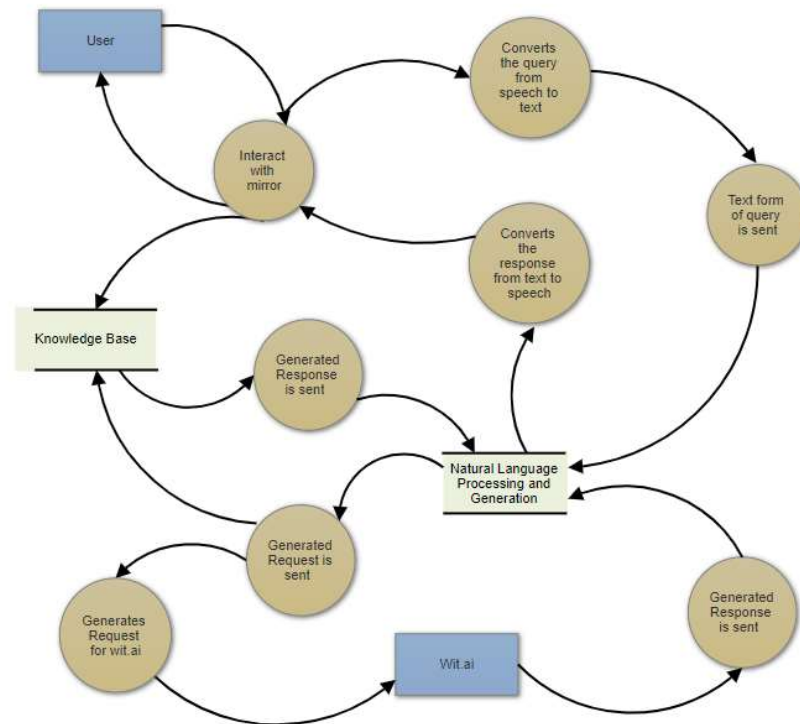 User
Converts
the query
from
speech to
text
Interact
with
mirror
Text form
of query
is sent
Converts
the
response
from text to
speech
Knowledge Base
Generated
Response
is sent
Natural Language
Processing and
Generation
Generated
Request is
sent
Generated
Response
is sent
Generates
Request
for wit.ai
Wit.ai